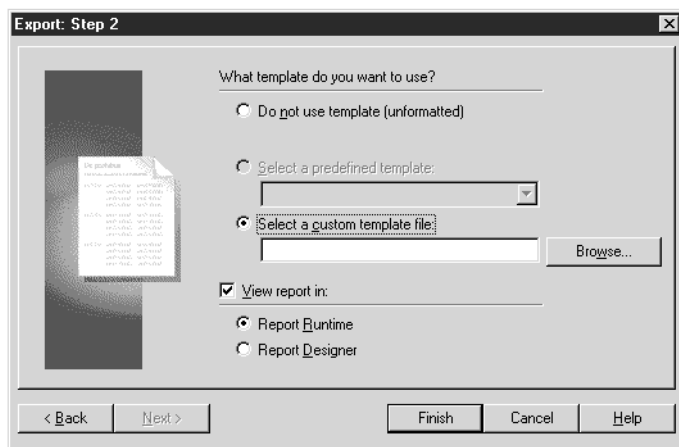 Export: Step 2
What template do you want to use?
Do not use template (unformatted)
Select a predefined template:
Select a custom template file:
Browse...
View report in:
Report Runtime
Report Designer
< Back Next > Finish Cancel Help